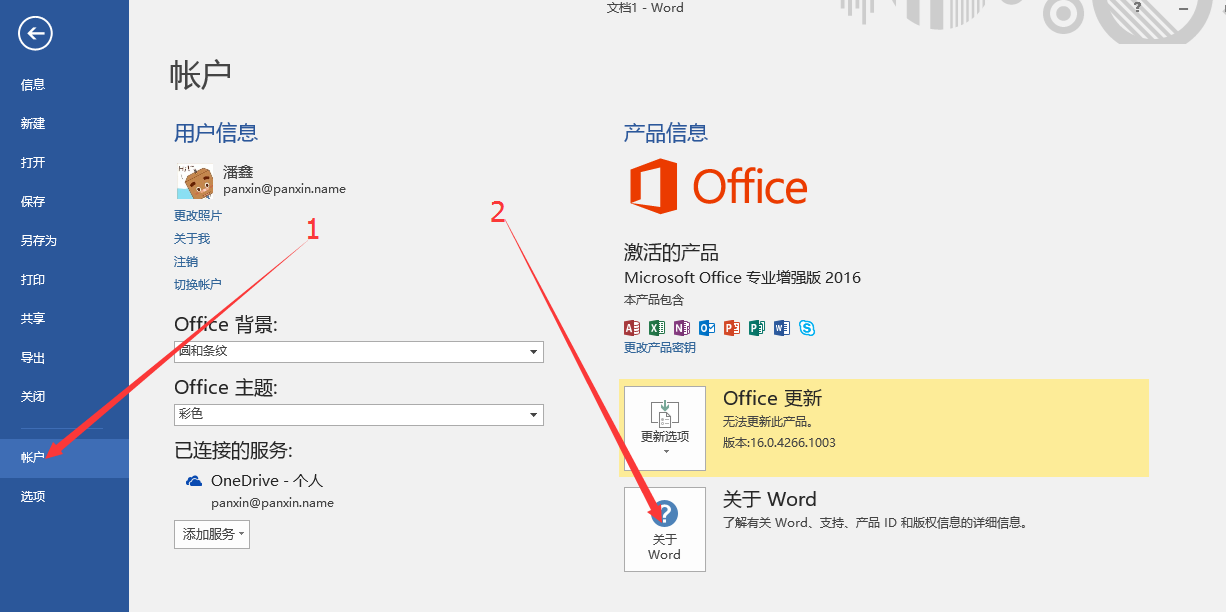 文档1 - Word
?
信息
新建
打开
保存
另存为
打印
共享
导出
关闭
帐户
选项
帐户
用户信息
潘鑫
panxin@panxin.name
更改照片
关于我
注销
切换帐户
1
Office 背景:
圆和条纹
Office 主题:
彩色
已连接的服务:
OneDrive - 个人
panxin@panxin.name
添加服务
2
产品信息
Office
激活的产品
Microsoft Office 专业增强版 2016
本产品包含
更改产品密钥
更新选项
Office 更新
无法更新此产品。
版本:16.0.4266.1003
?
关于
Word
关于 Word
了解有关 Word、支持、产品 ID 和版权信息的详细信息。